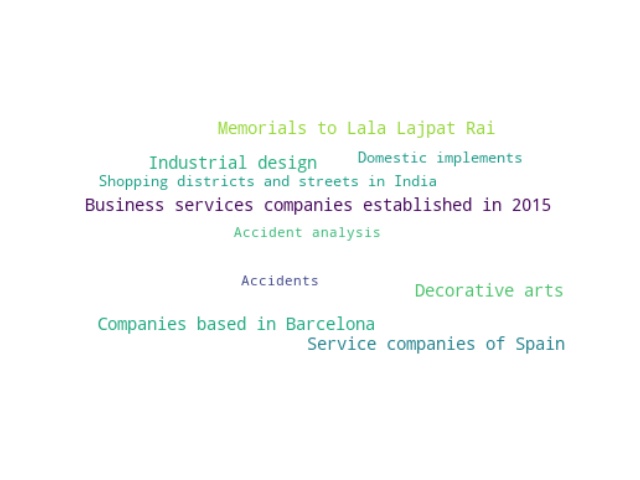 Memorials to Lala Lajpat Rai
Industrial design
Domestic implements
Shopping districts and streets in India
Business services companies established in 2015
Accident analysis
Accidents
Decorative arts
Companies based in Barcelona
Service companies of Spain